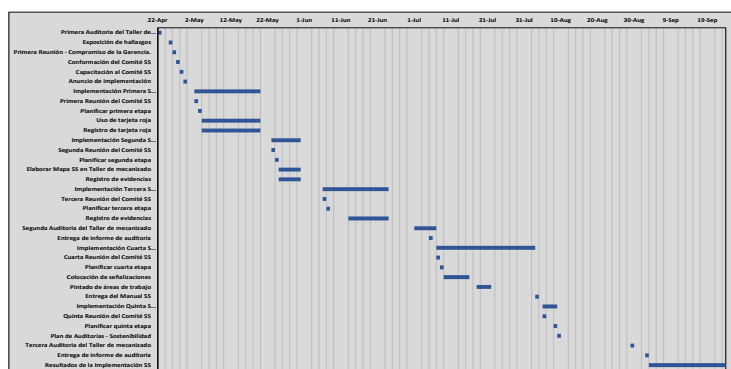 22-Apr 2-May 12-May 22-May 1-Jun 11-Jun 21-Jun 1-Jul 11-Jul 21-Jul 31-Jul 10-Aug 20-Aug 30-Aug 9-Sep 19-Sep
Primera Auditoria del Taller de...
Exposición de hallazgos
Primera Reunión - Compromiso de la Gerencia.
Conformación del Comité 5S
Capacitación al Comité 5S
Anuncio de implementación
Implementación Primera S...
Primera Reunión del Comité 5S
Planificar primera etapa
Uso de tarjeta roja
Registro de tarjeta roja
Implementación Segunda S...
Segunda Reunión del Comité 5S
Planificar segunda etapa
Elaborar Mapa 5S en Taller de mecanizado
Registro de evidencias
Implementación Tercera S...
Tercera Reunión del Comité 5S
Planificar tercera etapa
Registro de evidencias
Segunda Auditoria del Taller de mecanizado
Entrega de informe de auditoria
Implementación Cuarta S...
Cuarta Reunión del Comité 5S
Planificar cuarta etapa
Colocación de señalizaciones
Pintado de áreas de trabajo
Entrega del Manual 5S
Implementación Quinta S...
Quinta Reunión del Comité 5S
Planificar quinta etapa
Plan de Auditorias - Sostenibilidad
Tercera Auditoria del Taller de mecanizado
Entrega de informe de auditoria
Resultados de la Implementación 5S